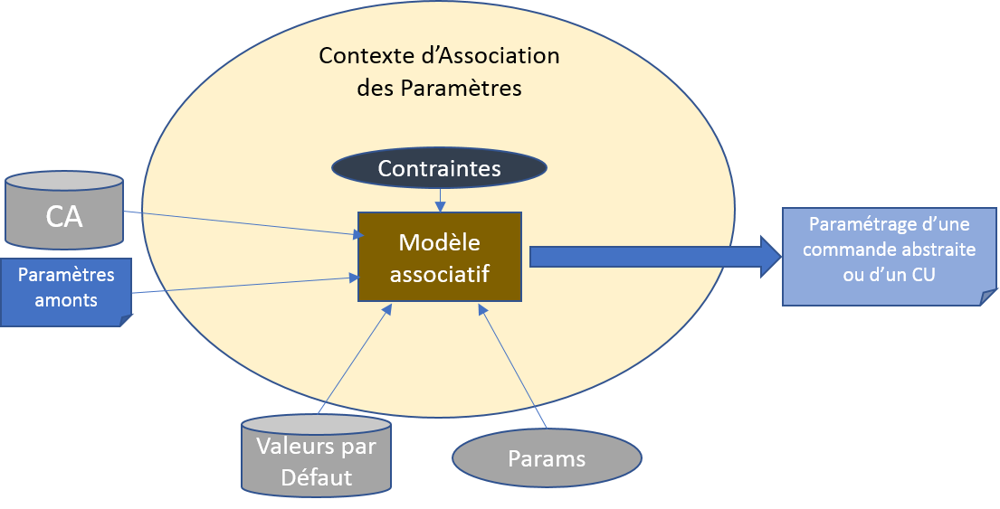 Contexte d’Association
des Paramètres
Contraintes
CA
Modèle
associatif
Paramètres
amonts
Paramétrage d’une
commande abstraite
ou d’un CU
Valeurs par
Défaut
Params